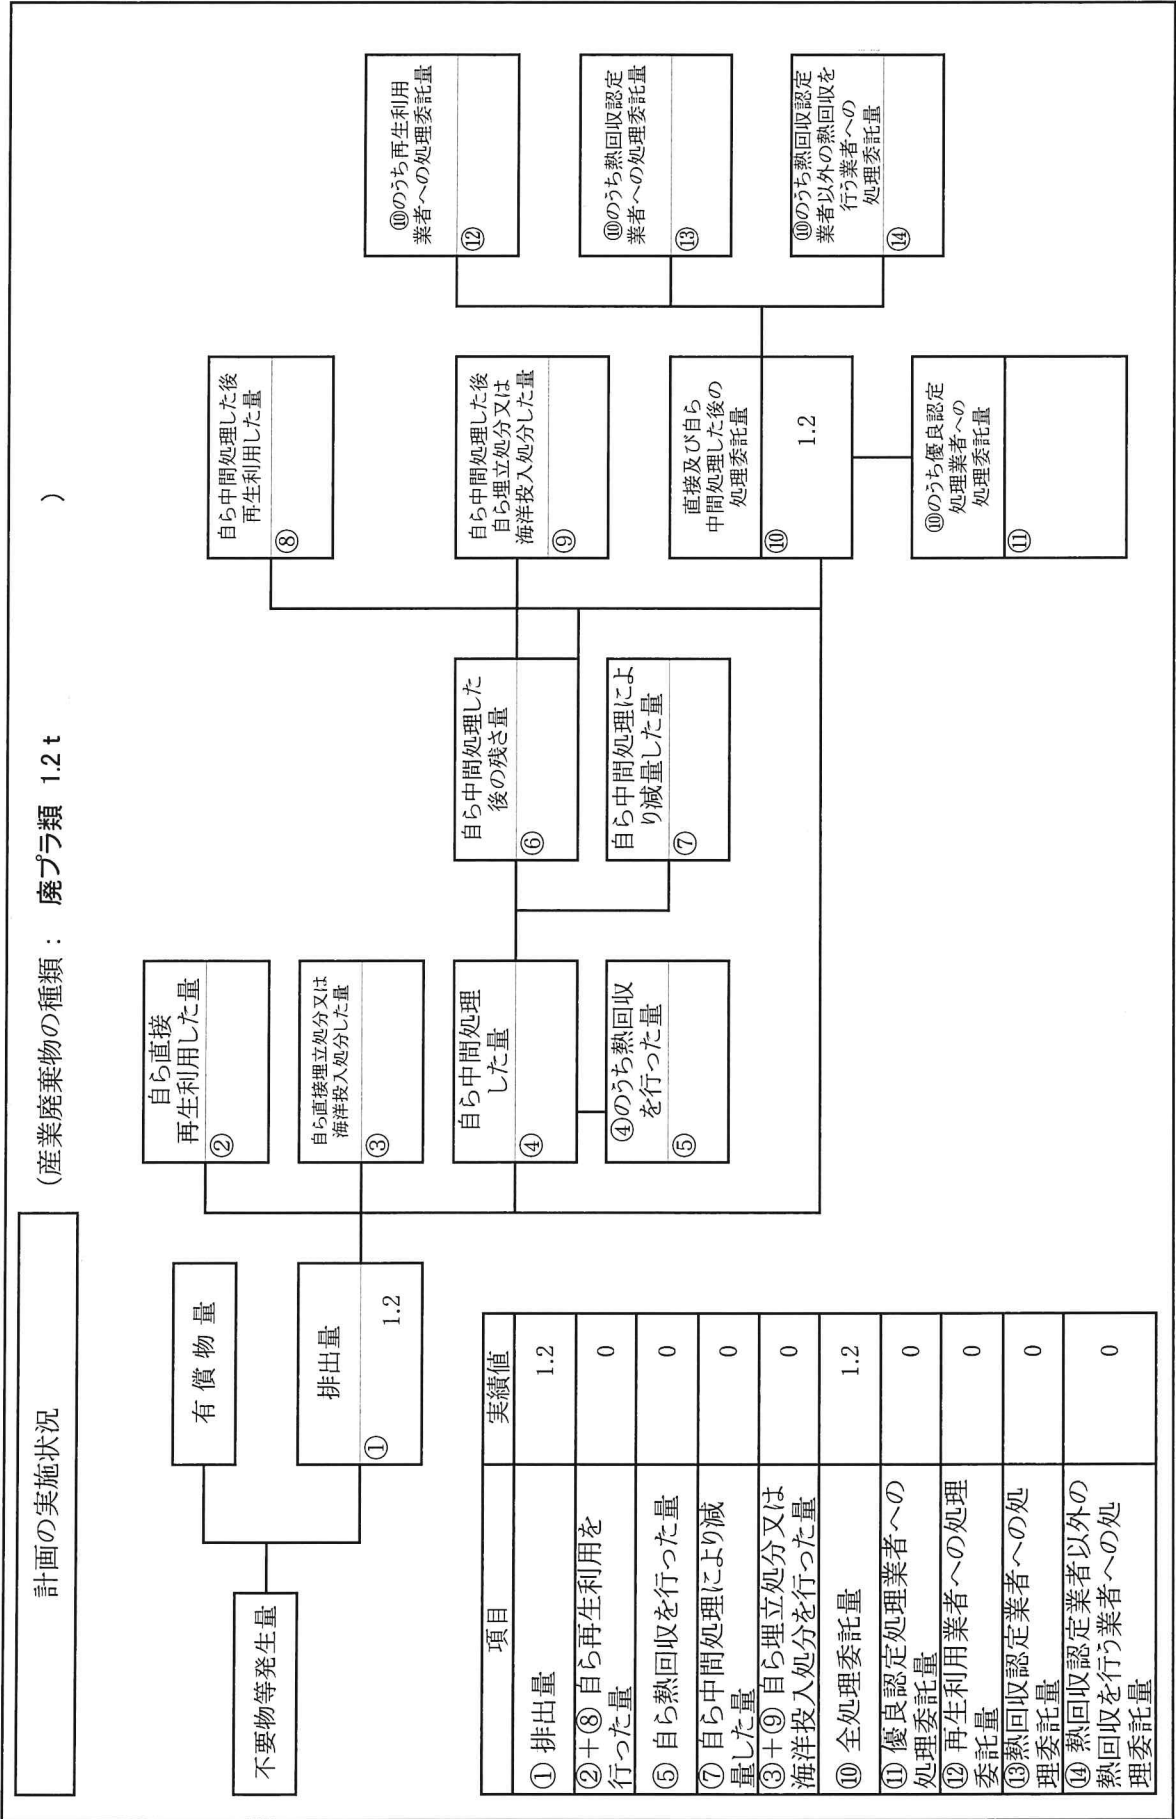 計画の実施状況
(産業廃棄物の種類： 廃プラ類 1.2 t )
不要物等発生量
有 償 物 量
排出量
① 1.2
自ら直接
再生利用した量
②
自ら直接埋立処分又は
海洋投入処分した量
③
自ら中間処理
した量
④
④のうち熱回収
を行った量
⑤
自ら中間処理した
後の残さ量
⑥
自ら中間処理によ
り減量した量
⑦
自ら中間処理した後
再生利用した量
⑧
自ら中間処理した後
自ら埋立処分又は
海洋投入処分した量
⑨
直接及び自ら
中間処理した後の
処理委託量
⑩ 1.2
⑩のうち優良認定
処理業者への
処理委託量
⑪
⑩のうち再生利用
業者への処理委託量
⑫
⑩のうち熱回収認定
業者への処理委託量
⑬
⑩のうち熱回収認定
業者以外の熱回収を
行う業者への
処理委託量
⑭
項目 実績値
① 排出量 1.2
②＋⑧ 自ら再生利用を
行った量 0
⑤ 自ら熱回収を行った量 0
⑦ 自ら中間処理により減
量した量 0
③＋⑨ 自ら埋立処分又は
海洋投入処分を行った量 0
⑩ 全処理委託量 1.2
⑪ 優良認定処理業者への
処理委託量 0
⑫ 再生利用業者への処理
委託量 0
⑬熱回収認定業者への処
理委託量 0
⑭ 熱回収認定業者以外の
熱回収を行う業者への処
理委託量 0